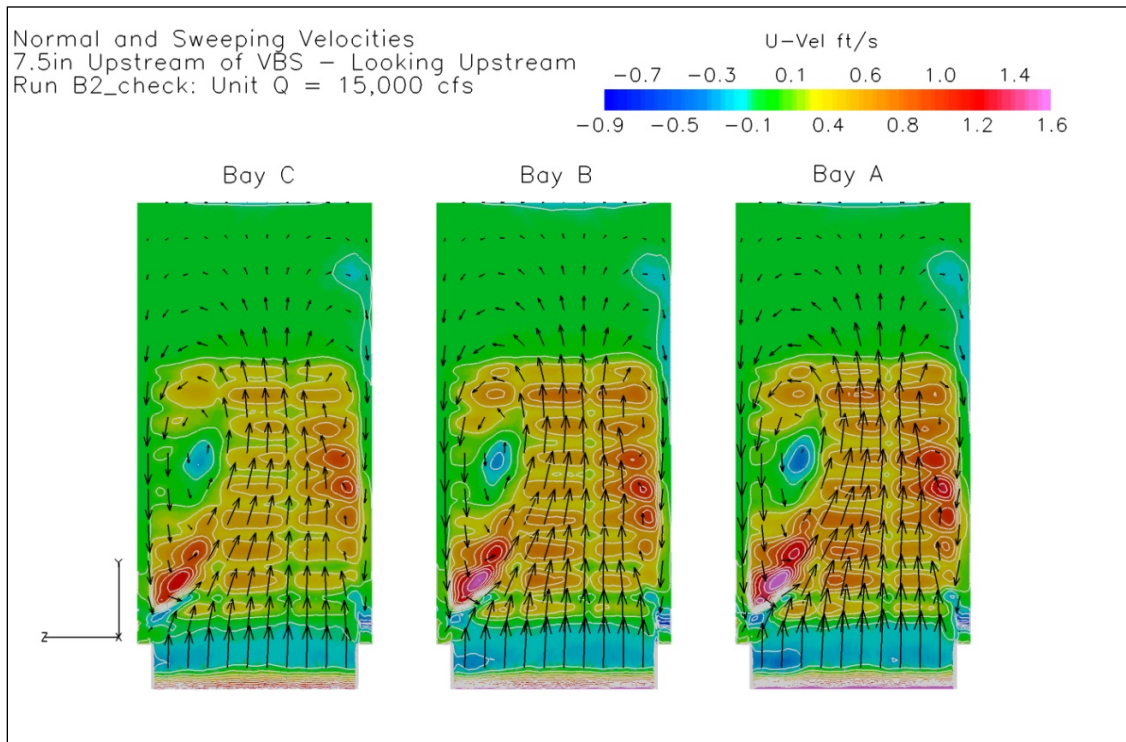 Normal and Sweeping Velocities
7.5in Upstream of VBS - Looking Upstream
Run B2_check: Unit Q = 15,000 cfs
U-Vel ft/s
-0.7 -0.3 0.1 0.6 1.0 1.4
-0.9 -0.5 -0.1 0.4 0.8 1.2 1.6
Bay C Bay B Bay A
Y
Z X